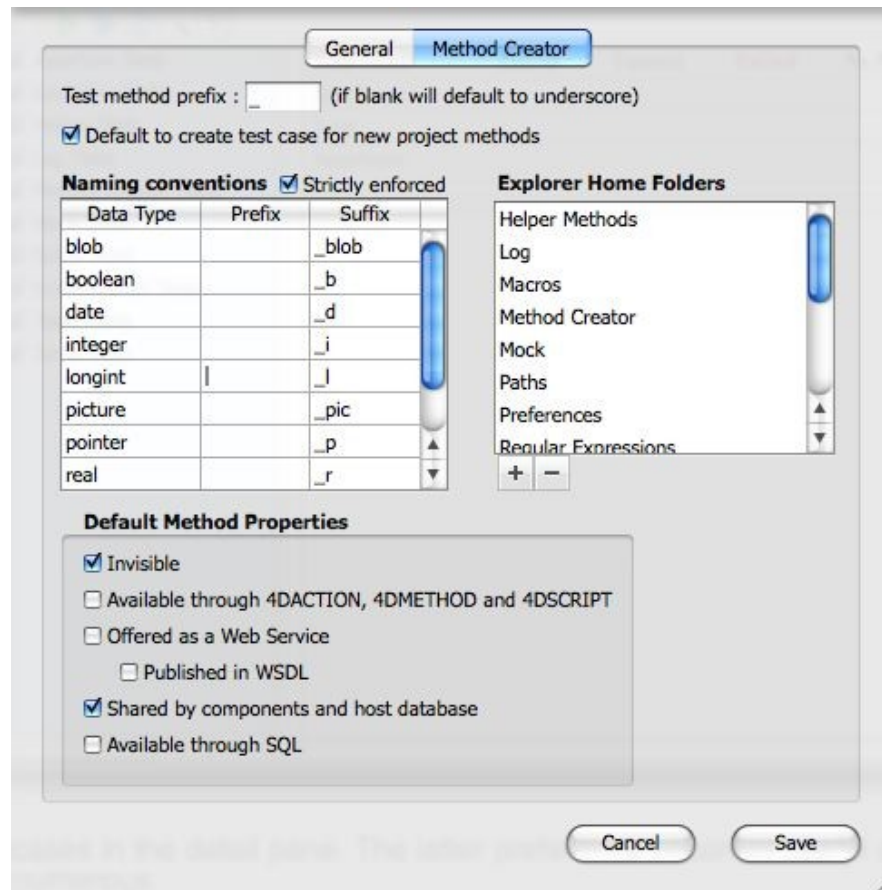 General Method Creator
Test method prefix : _ (if blank will default to underscore)
Default to create test case for new project methods
Naming conventions Strictly enforced
Data Type Prefix Suffix
blob _blob
boolean _b
date _d
integer _i
longint _l
picture _pic
pointer _p
real _r
Explorer Home Folders
Helper Methods
Log
Macros
Method Creator
Mock
Paths
Preferences
Regular Expressions
+ −
Default Method Properties
Invisible
Available through 4DACTION, 4DMETHOD and 4DSCRIPT
Offered as a Web Service
Published in WSDL
Shared by components and host database
Available through SQL
Cancel Save